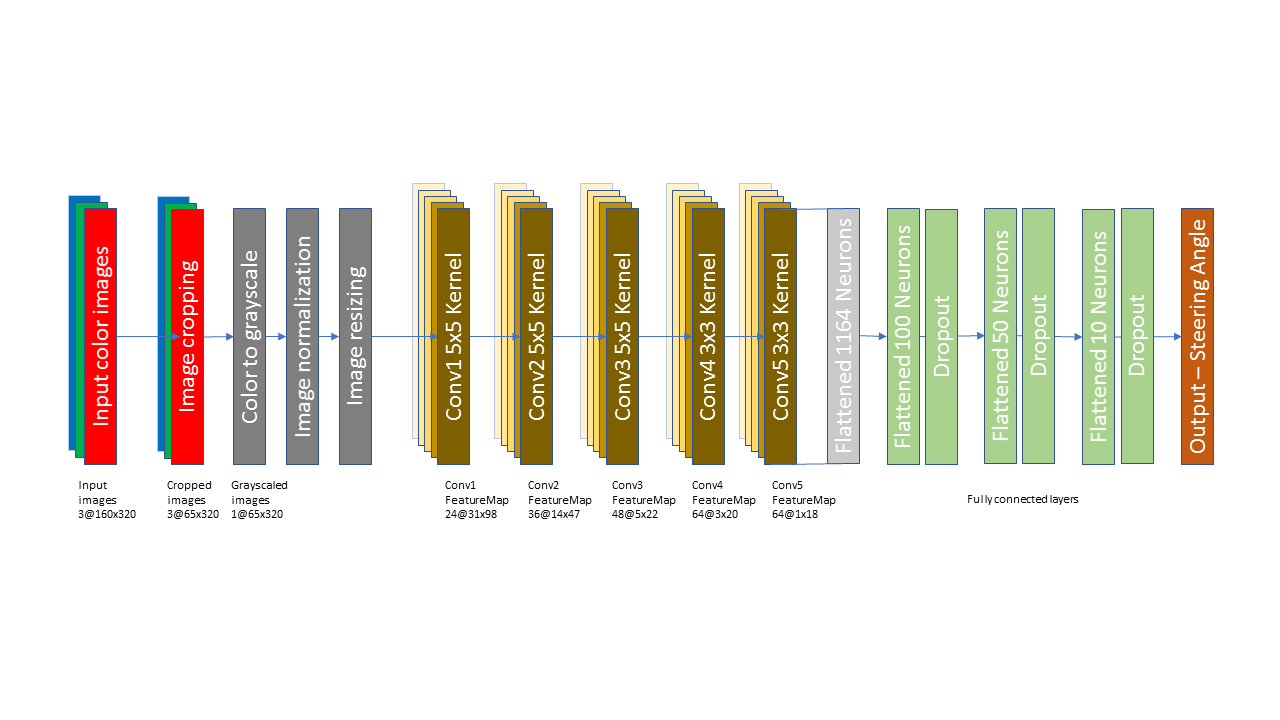 Input color images
Image cropping
Color to grayscale
Image normalization
Image resizing
Conv1 5x5 Kernel
Conv2 5x5 Kernel
Conv3 5x5 Kernel
Conv4 3x3 Kernel
Conv5 3x3 Kernel
Flattened 1164 Neurons
Flattened 100 Neurons
Dropout
Flattened 50 Neurons
Dropout
Flattened 10 Neurons
Dropout
Output – Steering Angle
Input
images
3@160x320
Cropped
images
3@65x320
Grayscaled
images
1@65x320
Conv1
FeatureMap
24@31x98
Conv2
FeatureMap
36@14x47
Conv3
FeatureMap
48@5x22
Conv4
FeatureMap
64@3x20
Conv5
FeatureMap
64@1x18
Fully connected layers